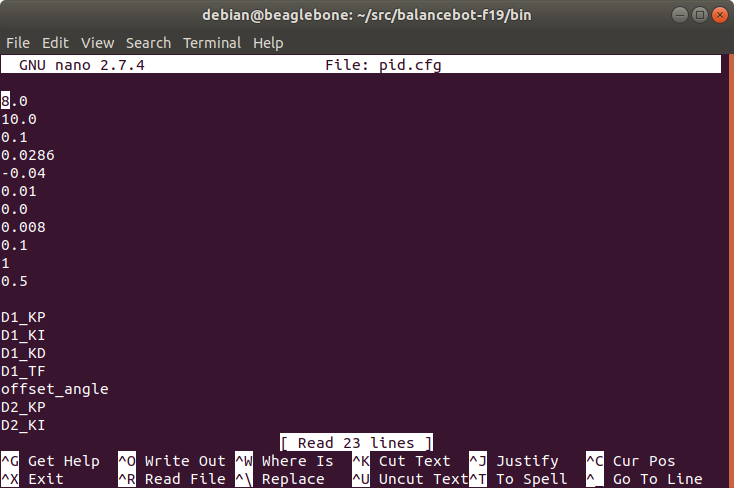 debian@beaglebone: ~/src/balancebot-f19/bin
File Edit View Search Terminal Help
GNU nano 2.7.4 File: pid.cfg
8.0
10.0
0.1
0.0286
-0.04
0.01
0.0
0.008
0.1
1
0.5
D1_KP
D1_KI
D1_KD
D1_TF
offset_angle
D2_KP
D2_KI
[ Read 23 lines ]
^G Get Help ^O Write Out ^W Where Is ^K Cut Text ^J Justify ^C Cur Pos
^X Exit ^R Read File ^\ Replace ^U Uncut Text ^T To Spell ^_ Go To Line